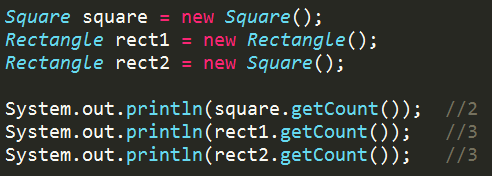 Square square = new Square();
Rectangle rect1 = new Rectangle();
Rectangle rect2 = new Square();
System.out.println(square.getCount());  //2
System.out.println(rect1.getCount());   //3
System.out.println(rect2.getCount());   //3